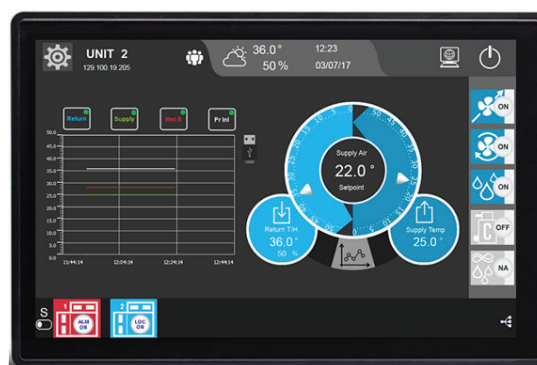 UNIT 2
129.100.19.205
36.0°
50 %
12:23
03/07/17
Return
Supply
Wet B
Pr Inl
50.0
45.0
40.0
35.0
30.0
25.0
20.0
15.0
10.0
5.0
0.0
11:44:14
12:04:14
12:24:14
12:44:14
Supply Air
22.0 °
Setpoint
Return T/H
36.0 °
50 %
Supply Temp
25.0 °
ON
ON
ON
OFF
NA
S
1
ALM
ON
2
LOC
ON